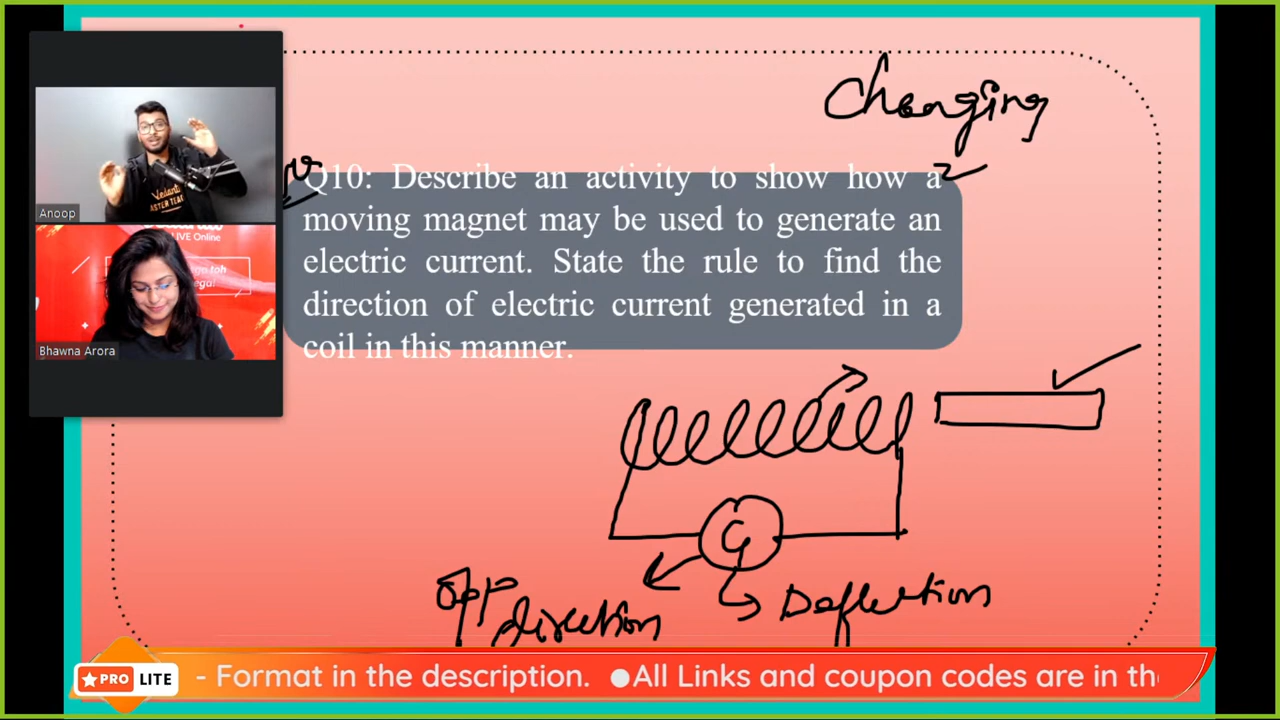 Changing
Q10: Describe an activity to show how a
moving magnet may be used to generate an
electric current. State the rule to find the
direction of electric current generated in a
coil in this manner.
Anoop
LIVE Online
Bhawna Arora
G
opp
direction
Deflection
PRO LITE
- Format in the description. ●All Links and coupon codes are in th